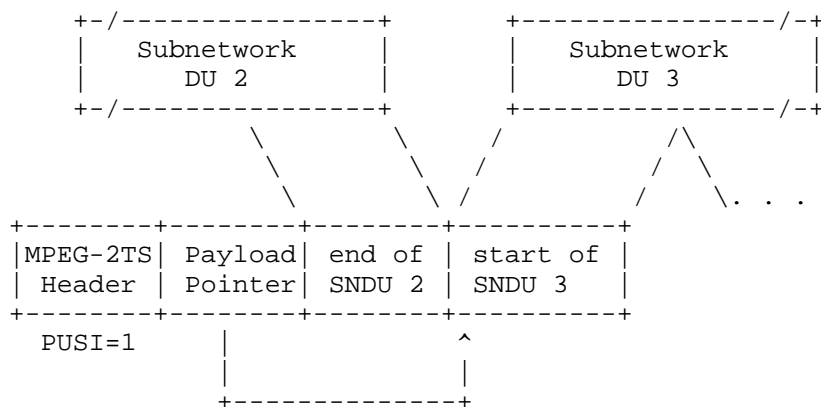 Subnetwork Subnetwork
DU 2 DU 3
. . .
MPEG-2TS Payload end of start of
Header Pointer SNDU 2 SNDU 3
PUSI=1